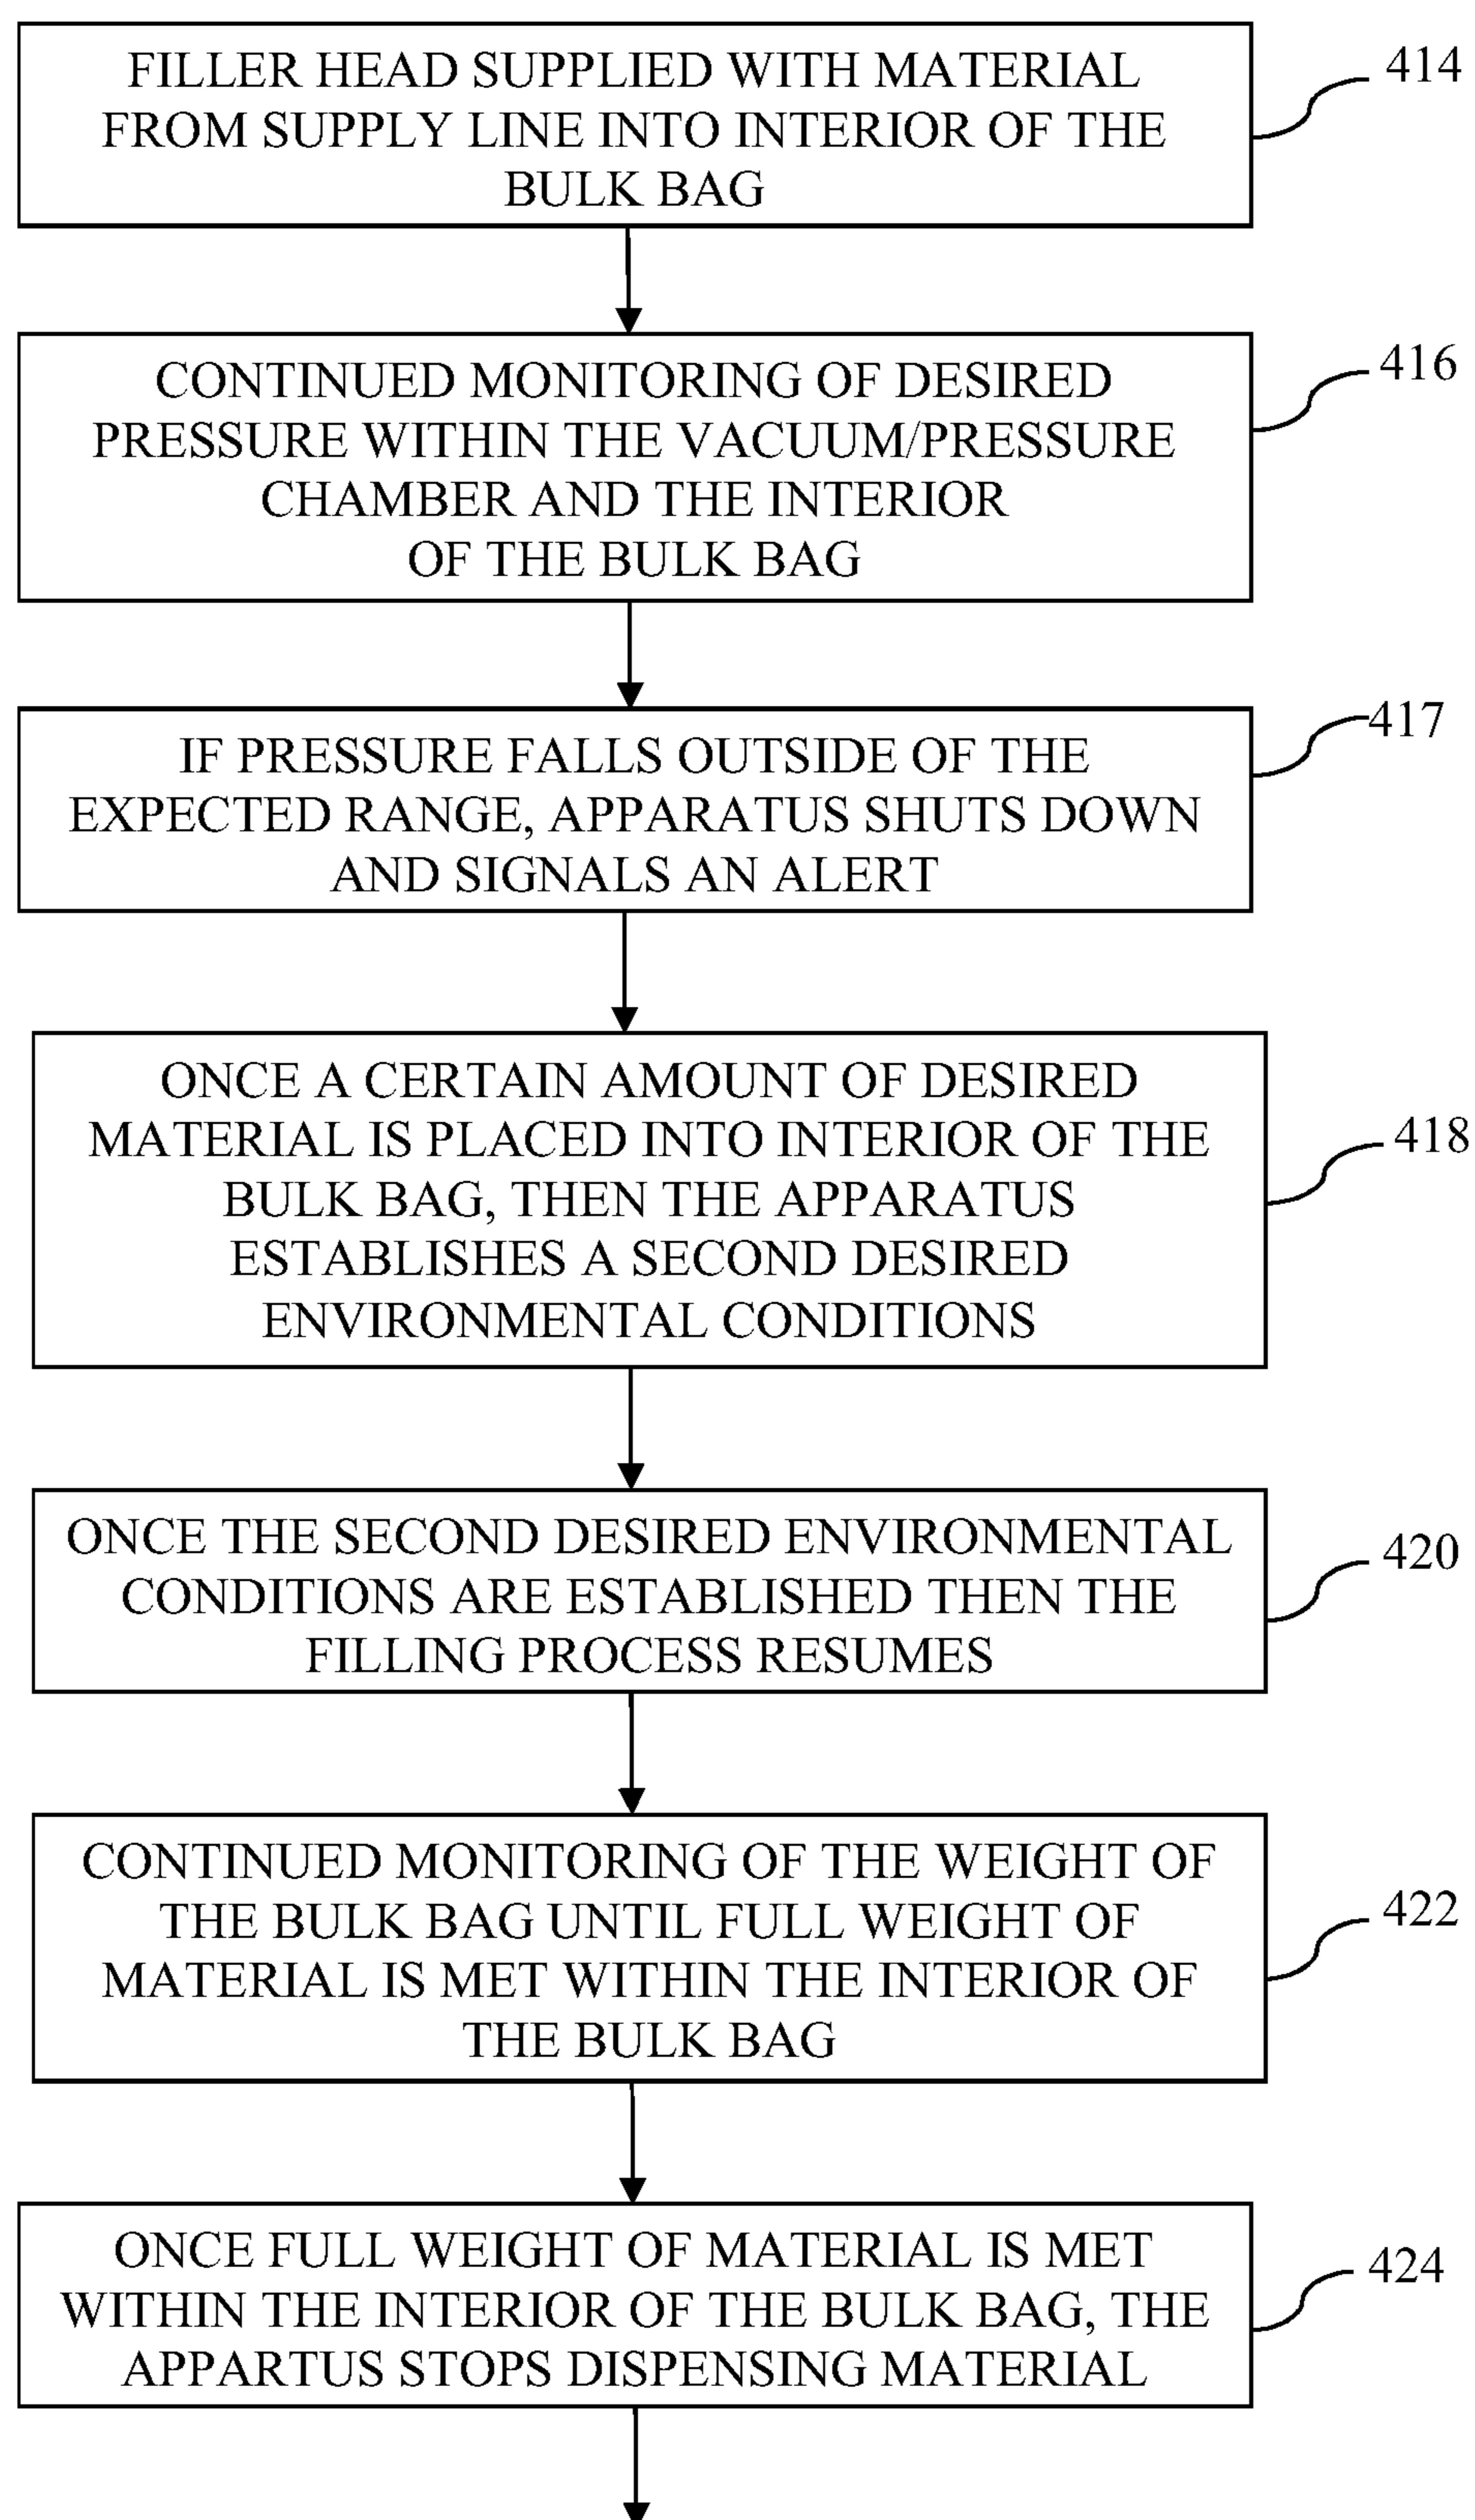 FILLER HEAD SUPPLIED WITH MATERIAL
FROM SUPPLY LINE INTO INTERIOR OF THE
BULK BAG
414
CONTINUED MONITORING OF DESIRED
PRESSURE WITHIN THE VACUUM/PRESSURE
CHAMBER AND THE INTERIOR
OF THE BULK BAG
416
IF PRESSURE FALLS OUTSIDE OF THE
EXPECTED RANGE, APPARATUS SHUTS DOWN
AND SIGNALS AN ALERT
417
ONCE A CERTAIN AMOUNT OF DESIRED
MATERIAL IS PLACED INTO INTERIOR OF THE
BULK BAG, THEN THE APPARATUS
ESTABLISHES A SECOND DESIRED
ENVIRONMENTAL CONDITIONS
418
ONCE THE SECOND DESIRED ENVIRONMENTAL
CONDITIONS ARE ESTABLISHED THEN THE
FILLING PROCESS RESUMES
420
CONTINUED MONITORING OF THE WEIGHT OF
THE BULK BAG UNTIL FULL WEIGHT OF
MATERIAL IS MET WITHIN THE INTERIOR OF
THE BULK BAG
422
ONCE FULL WEIGHT OF MATERIAL IS MET
WITHIN THE INTERIOR OF THE BULK BAG, THE
APPARTUS STOPS DISPENSING MATERIAL
424